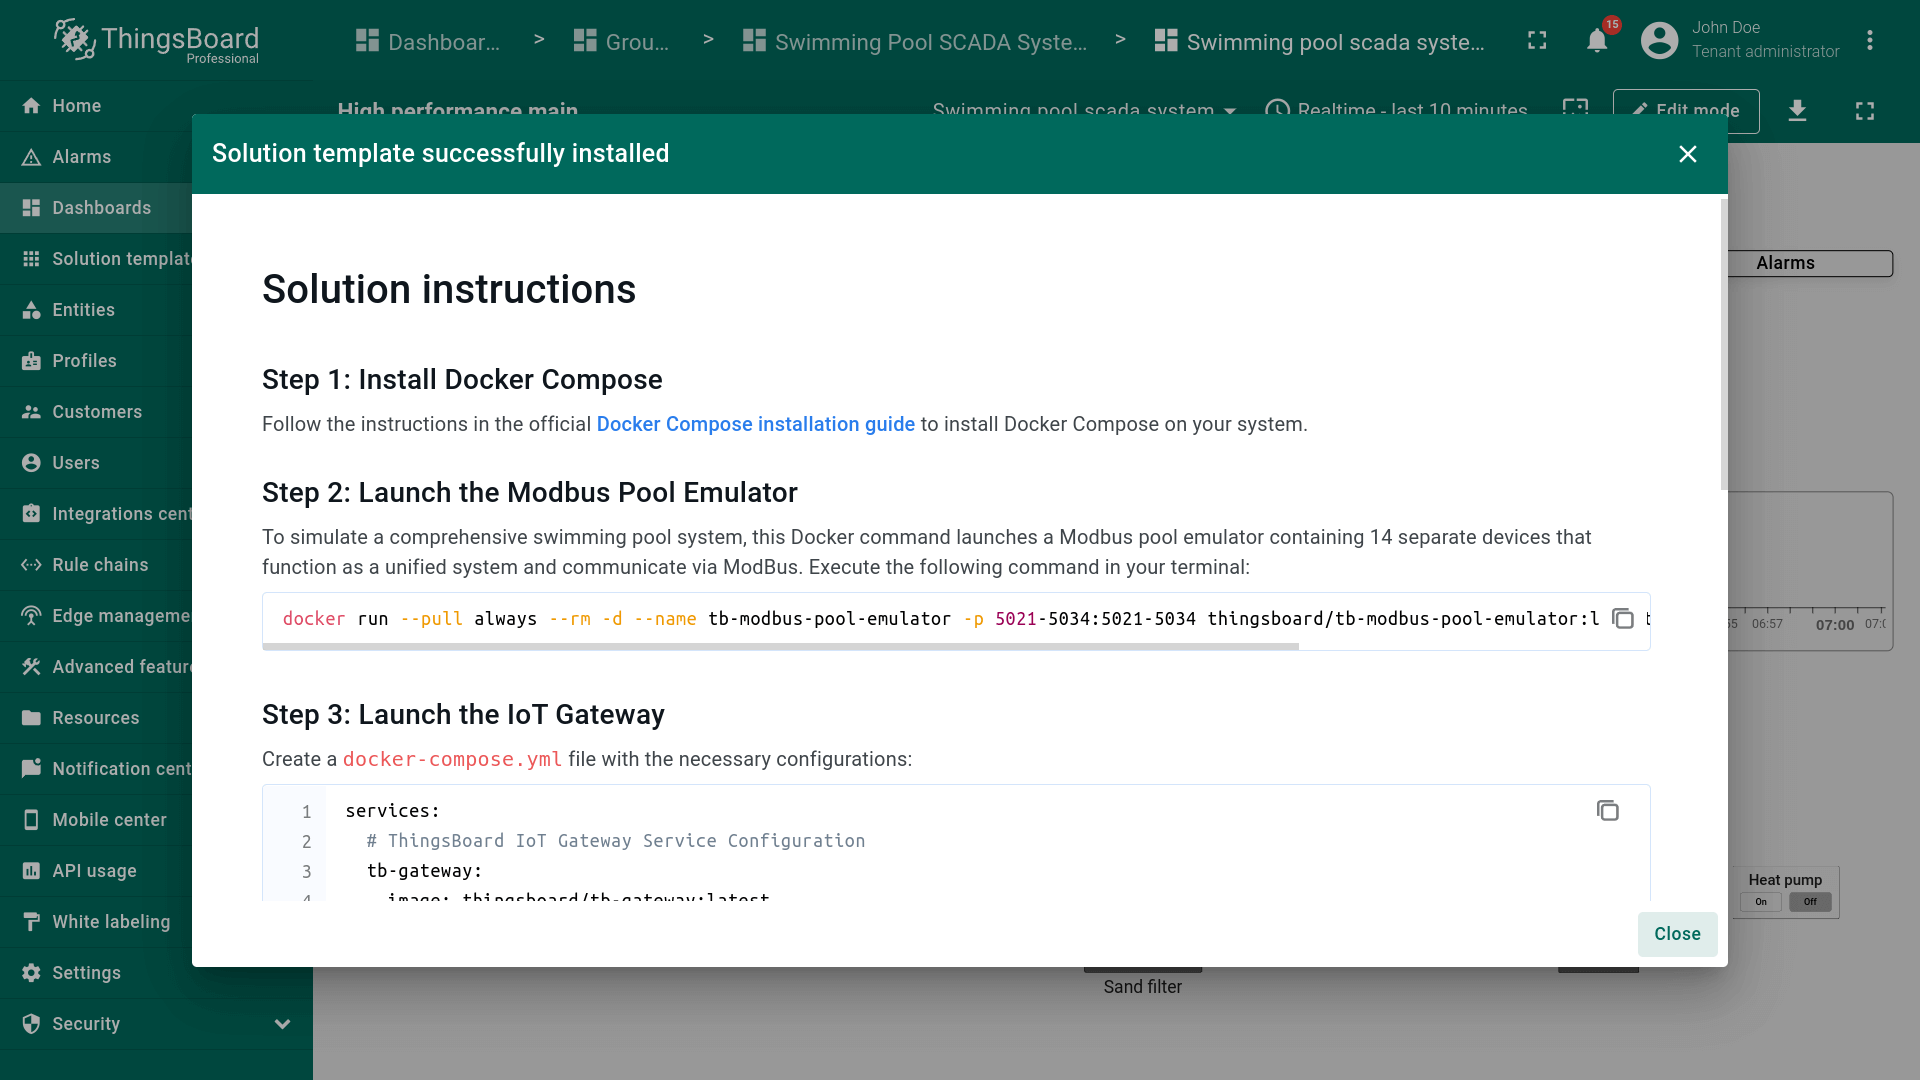 ThingsBoard
Professional
Dashboar... > Grou... > Swimming Pool SCADA Syste... > Swimming pool scada syste...
15
John Doe
Tenant administrator
High performance main
Swimming pool scada system
Realtime - last 10 minutes
Edit mode
Home
Alarms
Dashboards
Solution template
Entities
Profiles
Customers
Users
Integrations cent
Rule chains
Edge manageme
Advanced feature
Resources
Notification cent
Mobile center
API usage
White labeling
Settings
Security
Solution template successfully installed
Solution instructions
Step 1: Install Docker Compose
Follow the instructions in the official Docker Compose installation guide to install Docker Compose on your system.
Step 2: Launch the Modbus Pool Emulator
To simulate a comprehensive swimming pool system, this Docker command launches a Modbus pool emulator containing 14 separate devices that
function as a unified system and communicate via ModBus. Execute the following command in your terminal:
docker run --pull always --rm -d --name tb-modbus-pool-emulator -p 5021-5034:5021-5034 thingsboard/tb-modbus-pool-emulator:l
Step 3: Launch the IoT Gateway
Create a docker-compose.yml file with the necessary configurations:
1 services:
2 # ThingsBoard IoT Gateway Service Configuration
3 tb-gateway:
4 image: thingsboard/tb-gateway:latest
Close
Alarms
06:57
07:00
07:
Heat pump
On
Off
Sand filter